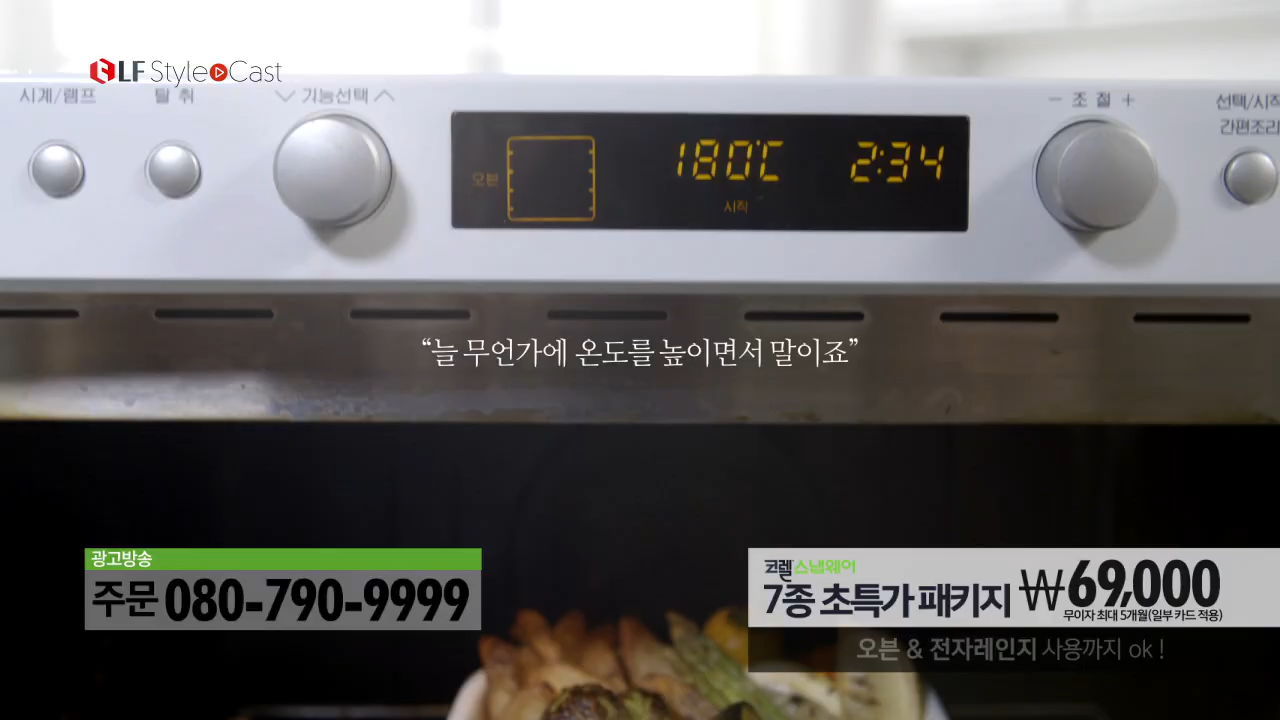 LF Style Cast
시계/램프
탈 취
기능선택
조 절
선택/시작
간편조리
오븐
180℃
2:34
시작
“늘 무언가에 온도를 높이면서 말이죠”
광고방송
주문 080-790-9999
코렐 스냅웨어
7종 초특가 패키지 ₩69,000
무이자 최대 5개월(일부 카드 적용)
오븐 & 전자레인지 사용까지 ok !